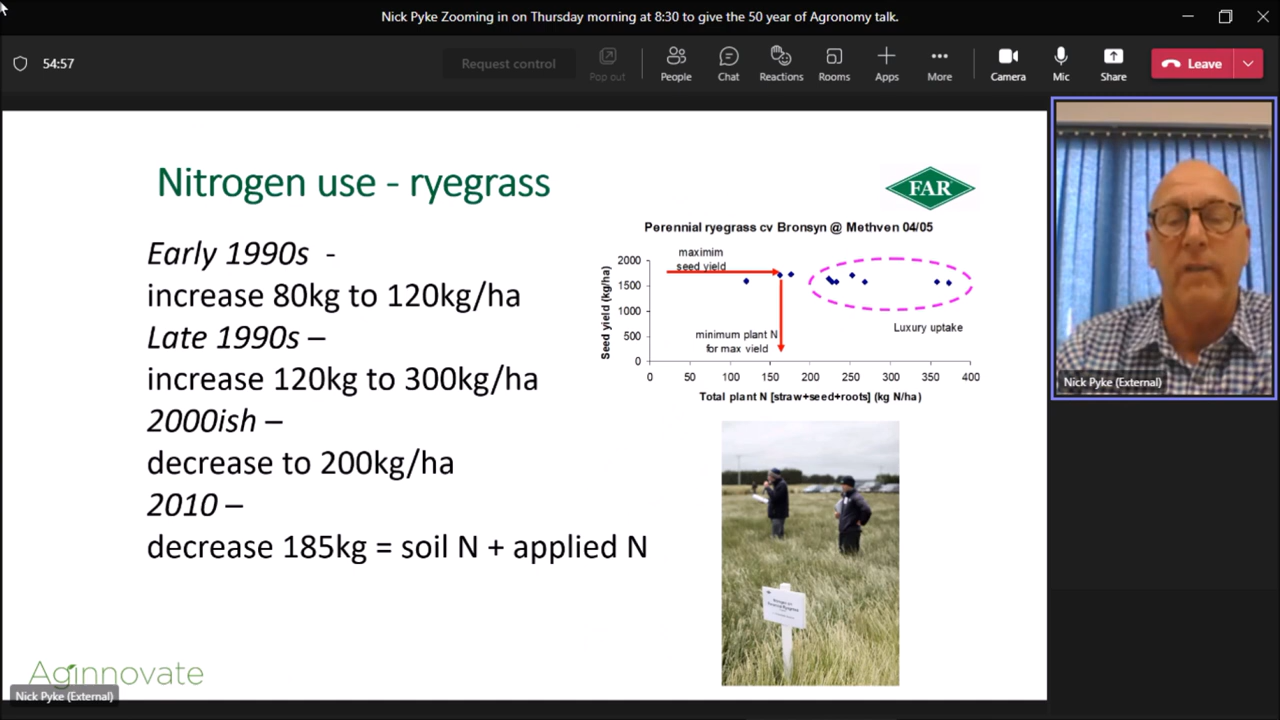 Nick Pyke Zooming in on Thursday morning at 8:30 to give the 50 year of Agronomy talk.
54:57
Request control
Pop out
People
Chat
Reactions
Rooms
Apps
More
Camera
Mic
Share
Leave
Nitrogen use - ryegrass
FAR
Early 1990s -
increase 80kg to 120kg/ha
Late 1990s –
increase 120kg to 300kg/ha
2000ish –
decrease to 200kg/ha
2010 –
decrease 185kg = soil N + applied N
Perennial ryegrass cv Bronsyn @ Methven 04/05
maximim
seed yield
minimum plant N
for max yield
Luxury uptake
Seed yield (kg/ha)
2000
1500
1000
500
0
0 50 100 150 200 250 300 350 400
Total plant N [straw+seed+roots] (kg N/ha)
Nick Pyke (External)
Aginnovate
Nick Pyke (External)